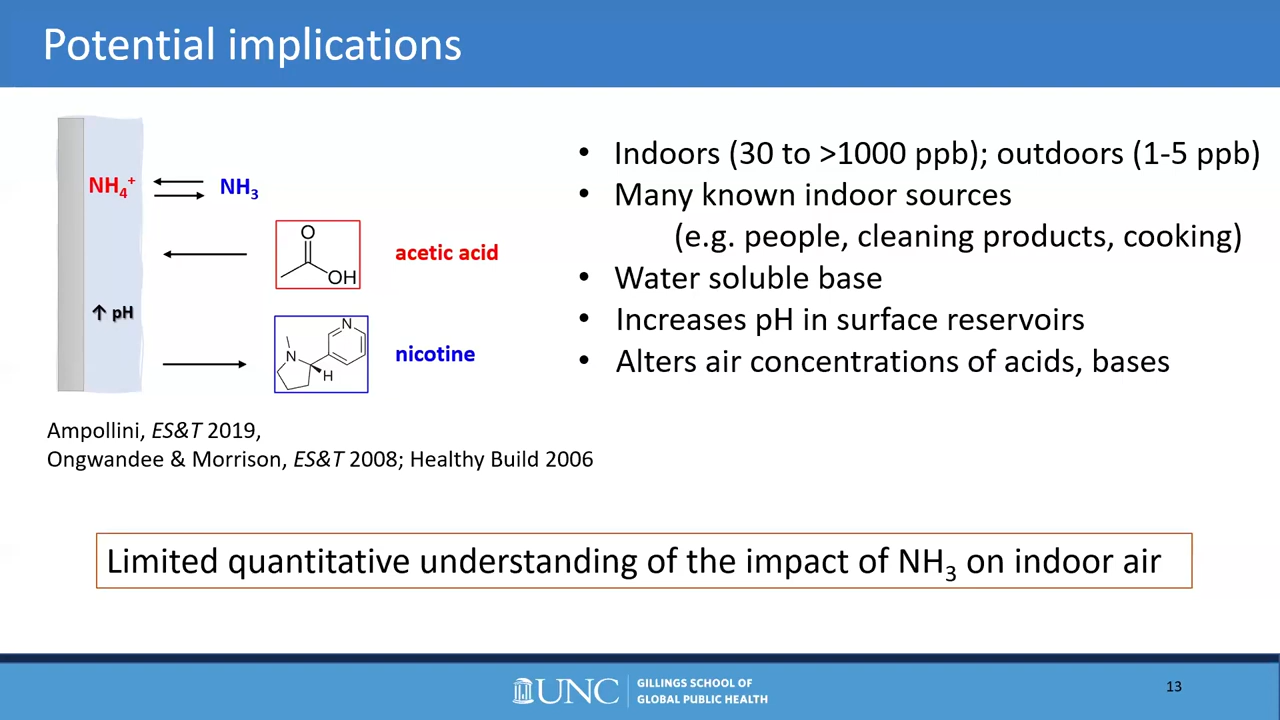 Potential implications
NH₄⁺
NH₃
O
OH
acetic acid
↑ pH
N
N
H
nicotine
Ampollini, ES&T 2019,
Ongwandee & Morrison, ES&T 2008; Healthy Build 2006
• Indoors (30 to >1000 ppb); outdoors (1-5 ppb)
• Many known indoor sources
(e.g. people, cleaning products, cooking)
• Water soluble base
• Increases pH in surface reservoirs
• Alters air concentrations of acids, bases
Limited quantitative understanding of the impact of NH₃ on indoor air
UNC
GILLINGS SCHOOL OF
GLOBAL PUBLIC HEALTH
13